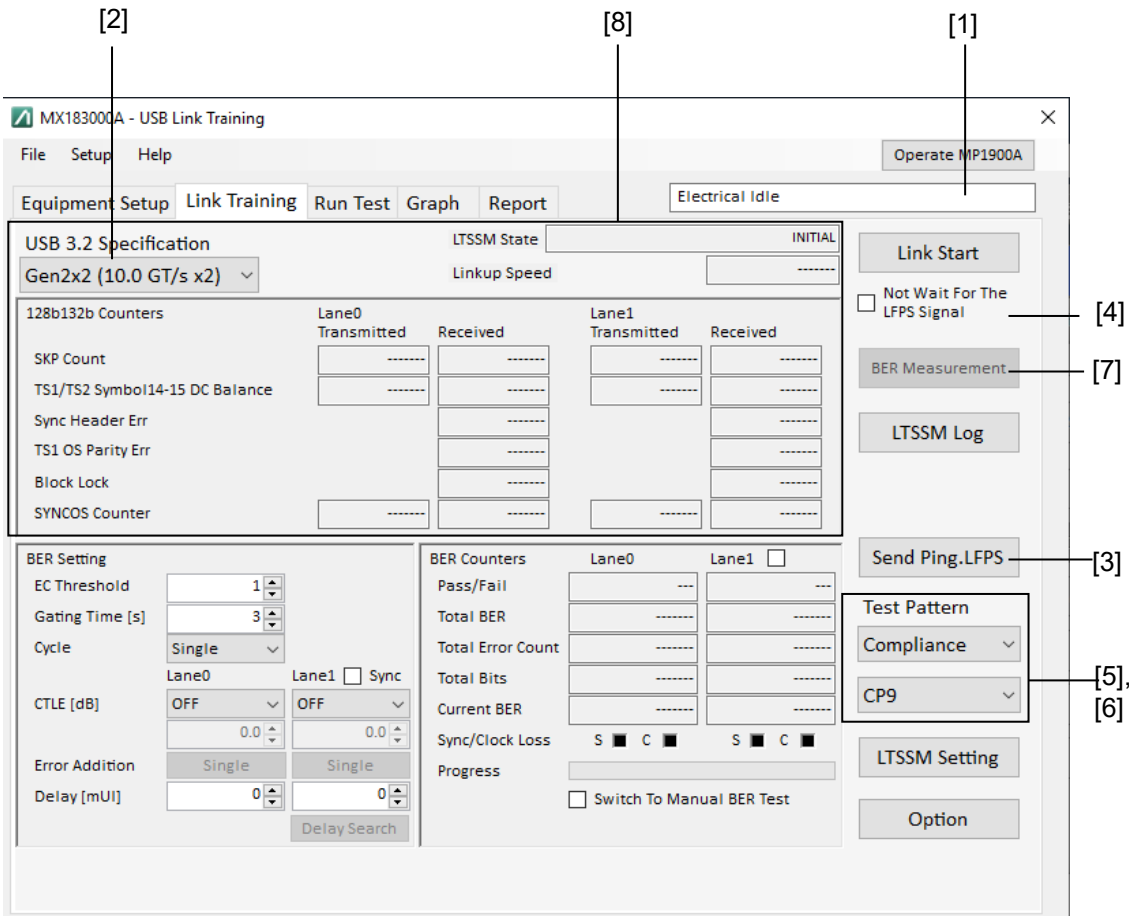 [2] [8] [1]
MX183000A - USB Link Training
File Setup Help Operate MP1900A
Equipment Setup Link Training Run Test Graph Report Electrical Idle
USB 3.2 Specification LTSSM State INITIAL
Gen2x2 (10.0 GT/s x2) Linkup Speed -------
Link Start
Not Wait For The
LFPS Signal
[4]
128b132b Counters Lane0 Lane1
Transmitted Received Transmitted Received
SKP Count ------- ------- ------- -------
TS1/TS2 Symbol14-15 DC Balance ------- ------- ------- -------
Sync Header Err ------- -------
TS1 OS Parity Err ------- -------
Block Lock ------- -------
SYNCOS Counter ------- ------- ------- -------
BER Measurement [7]
LTSSM Log
BER Setting
EC Threshold 1
Gating Time [s] 3
Cycle Single
Lane0 Lane1 Sync
CTLE [dB] OFF OFF
0.0 0.0
Error Addition Single Single
Delay [mUI] 0 0
Delay Search
BER Counters Lane0 Lane1
Pass/Fail --- ---
Total BER ------- -------
Total Error Count ------- -------
Total Bits ------- -------
Current BER ------- -------
Sync/Clock Loss S C S C
Progress
Switch To Manual BER Test
Send Ping.LFPS [3]
Test Pattern
Compliance
CP9
[5],
[6]
LTSSM Setting
Option